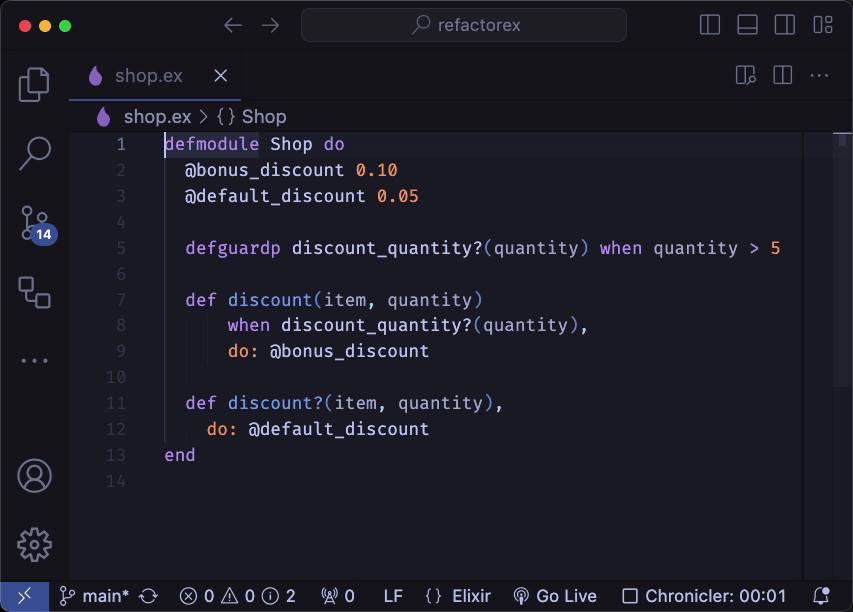 refactorex
shop.ex
shop.ex > {} Shop
1 defmodule Shop do
2 @bonus_discount 0.10
3 @default_discount 0.05
4
5 defguardp discount_quantity?(quantity) when quantity > 5
6
7 def discount(item, quantity)
8 when discount_quantity?(quantity),
9 do: @bonus_discount
10
11 def discount?(item, quantity),
12 do: @default_discount
13 end
14
14
main* 0 0 2 0 LF {} Elixir Go Live Chronicler: 00:01